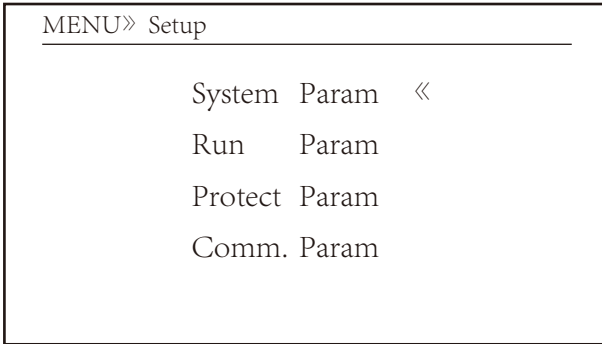 MENU» Setup
System Param «
Run Param
Protect Param
Comm. Param